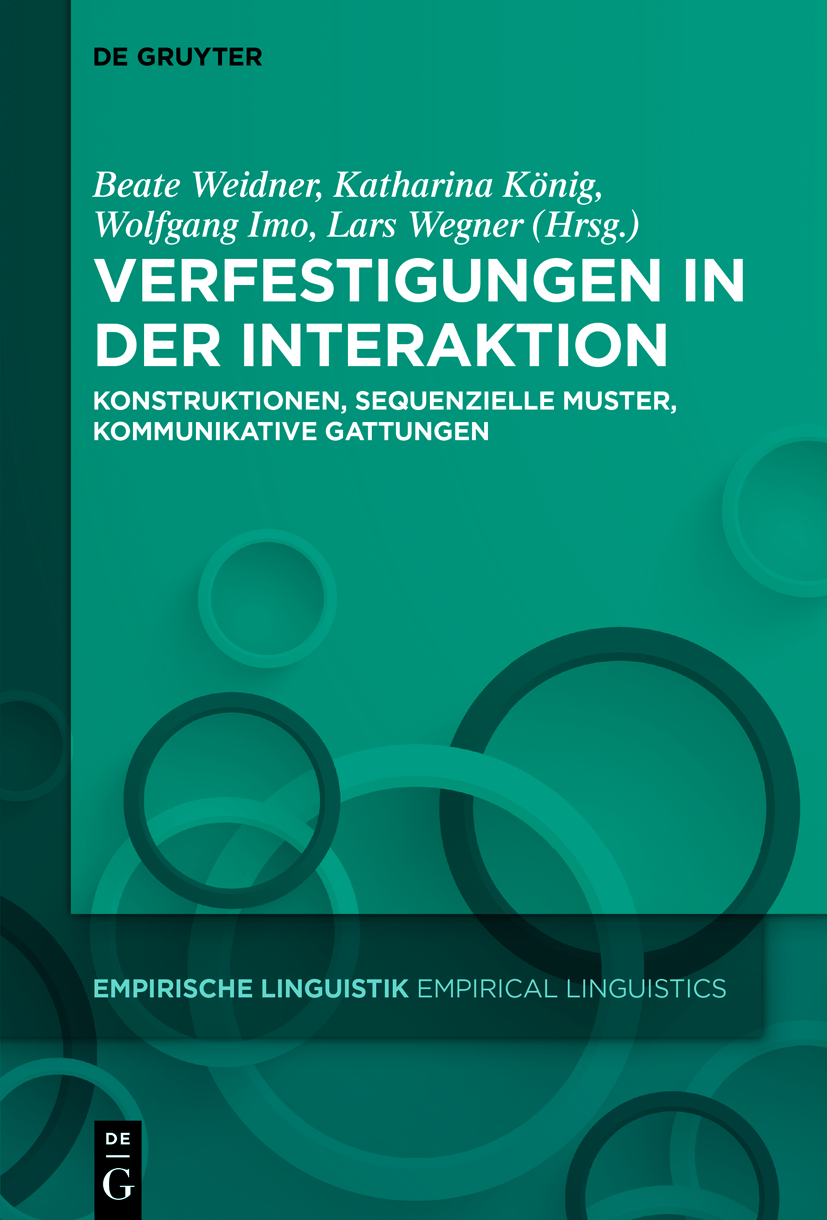 DE GRUYTER
Beate Weidner, Katharina König,
Wolfgang Imo, Lars Wegner (Hrsg.)
VERFESTIGUNGEN IN
DER INTERAKTION
KONSTRUKTIONEN, SEQUENZIELLE MUSTER,
KOMMUNIKATIVE GATTUNGEN
EMPIRISCHE LINGUISTIK EMPIRICAL LINGUISTICS
DE
G